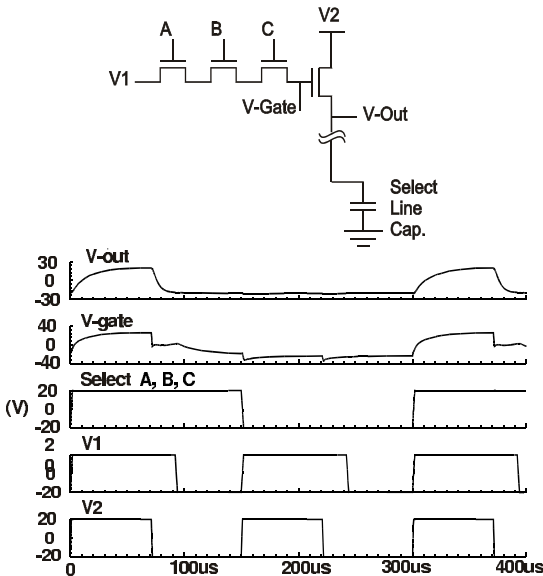 V2
A B C
V1
V-Gate
V-Out
Select
Line
Cap.
V-out
30
0
-30
V-gate
40
0
-40
Select A, B, C
20
(V) 0
-20
V1
2
0
0
-20
V2
20
0
-20
0 100us 200us 300us 400us